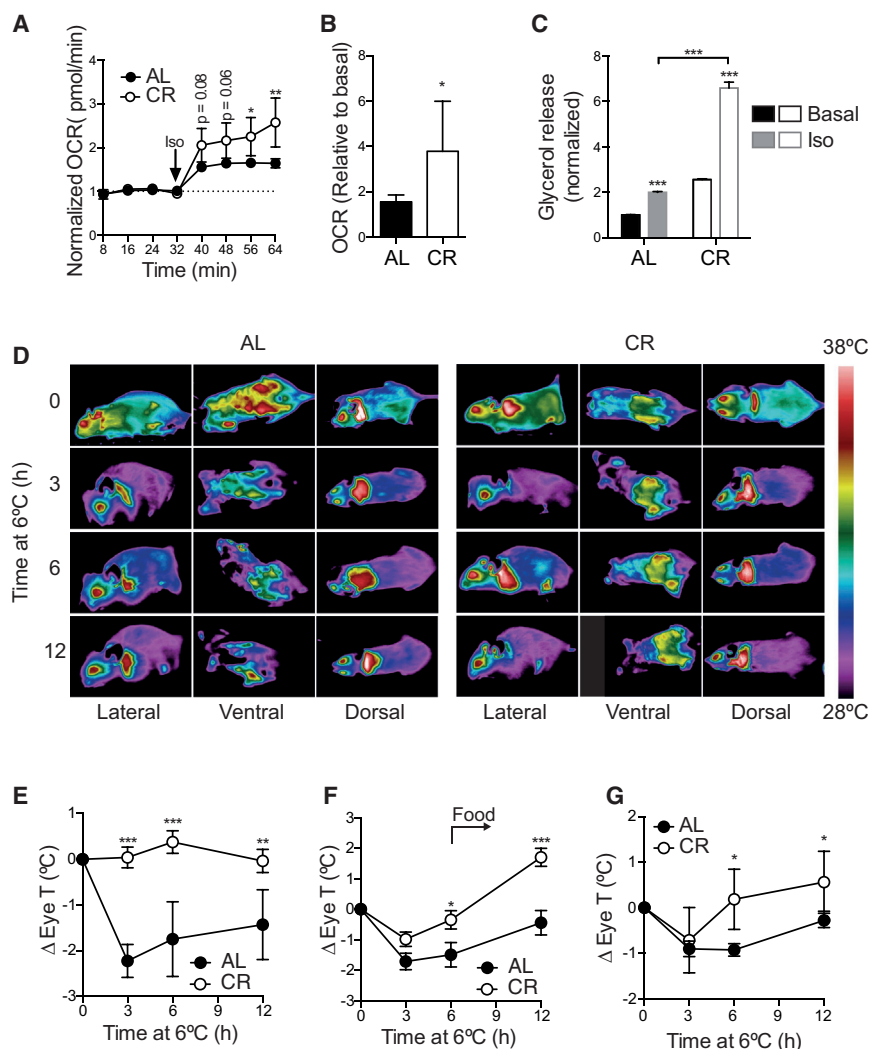 A
Normalized OCR( pmol/min)
3
2
1
0
AL
CR
Iso
p = 0.08
p = 0.06
*
**
8 16 24 32 40 48 56 64
Time (min)
B
OCR (Relative to basal)
8
6
4
2
0
*
AL CR
C
Glycerol release
(normalized)
8
6
4
2
0
***
***
***
Basal
Iso
AL CR
D
AL CR
38ºC
Time at 6ºC (h)
0
3
6
12
28ºC
Lateral Ventral Dorsal Lateral Ventral Dorsal
E
Δ Eye T (ºC)
1
0
-1
-2
-3
***
***
**
AL
CR
0 3 6 9 12
Time at 6ºC (h)
F
Δ Eye T (ºC)
3
2
1
0
-1
-2
-3
Food
*
***
AL
CR
0 3 6 9 12
Time at 6ºC (h)
G
Δ Eye T (ºC)
2
1
0
-1
-2
AL
CR
*
*
0 3 6 9 12
Time at 6ºC (h)